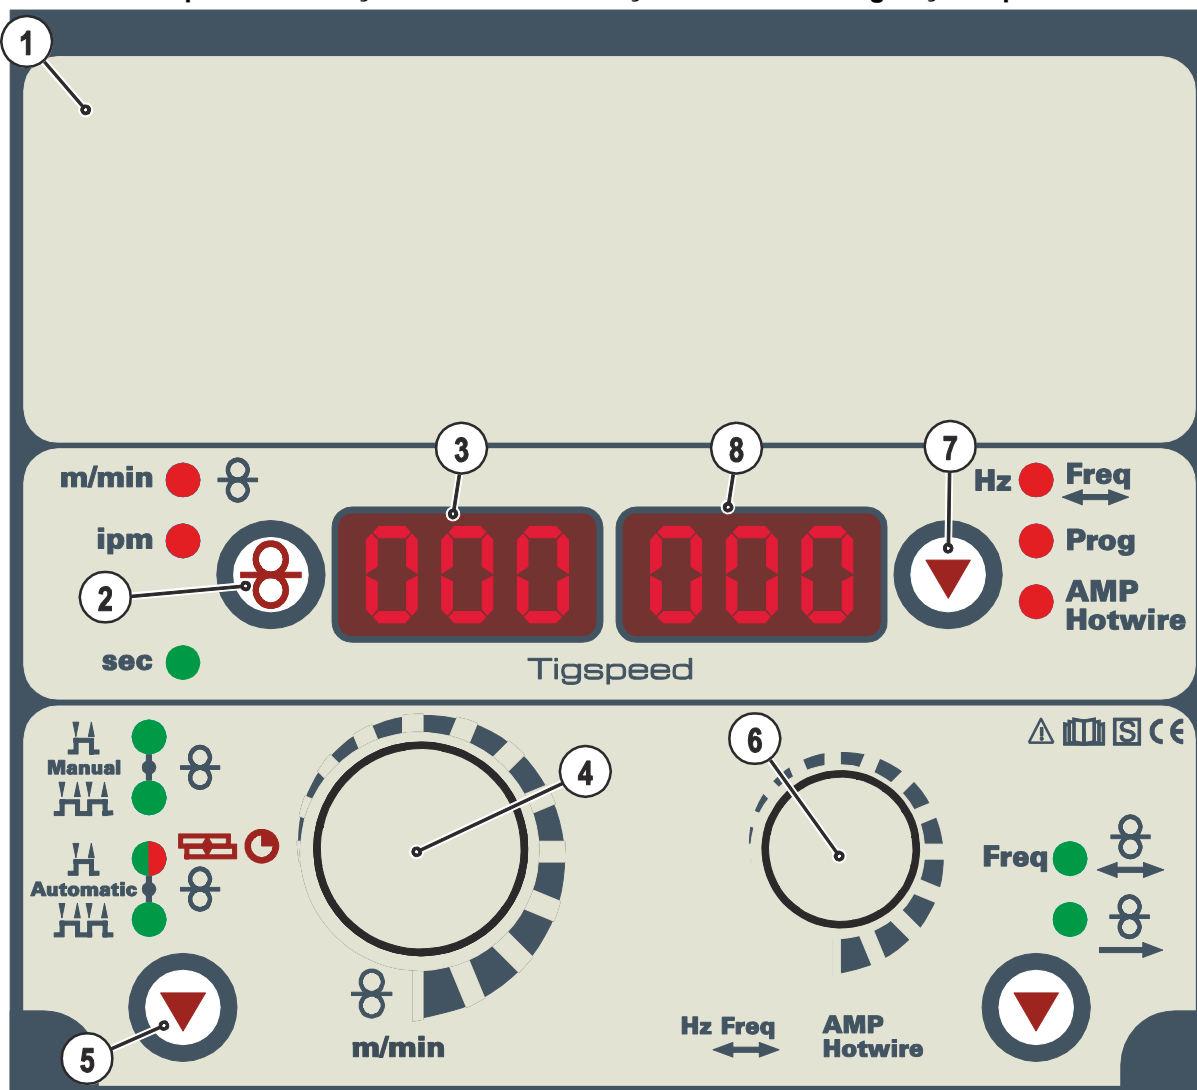 1
3
8
7
m/min
Hz Freq
ipm
Prog
000
000
2
AMP
Hotwire
sec
Tigspeed
6
Manual
4
S CE
Automatic
Freq
5
m/min
Hz Freq
AMP
Hotwire